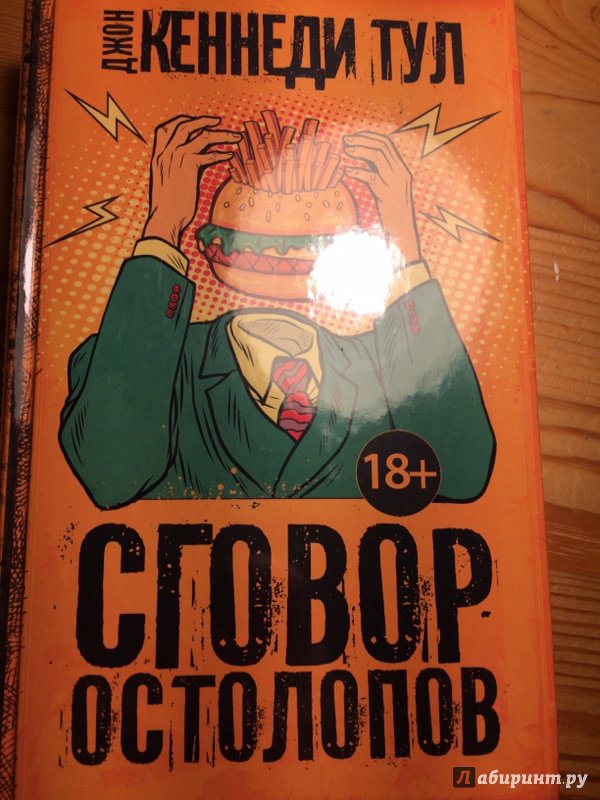 ДЖОН
КЕННЕДИ ТУЛ
18+
СГОВОР
ОСТОЛОПОВ
Лабиринт.ру